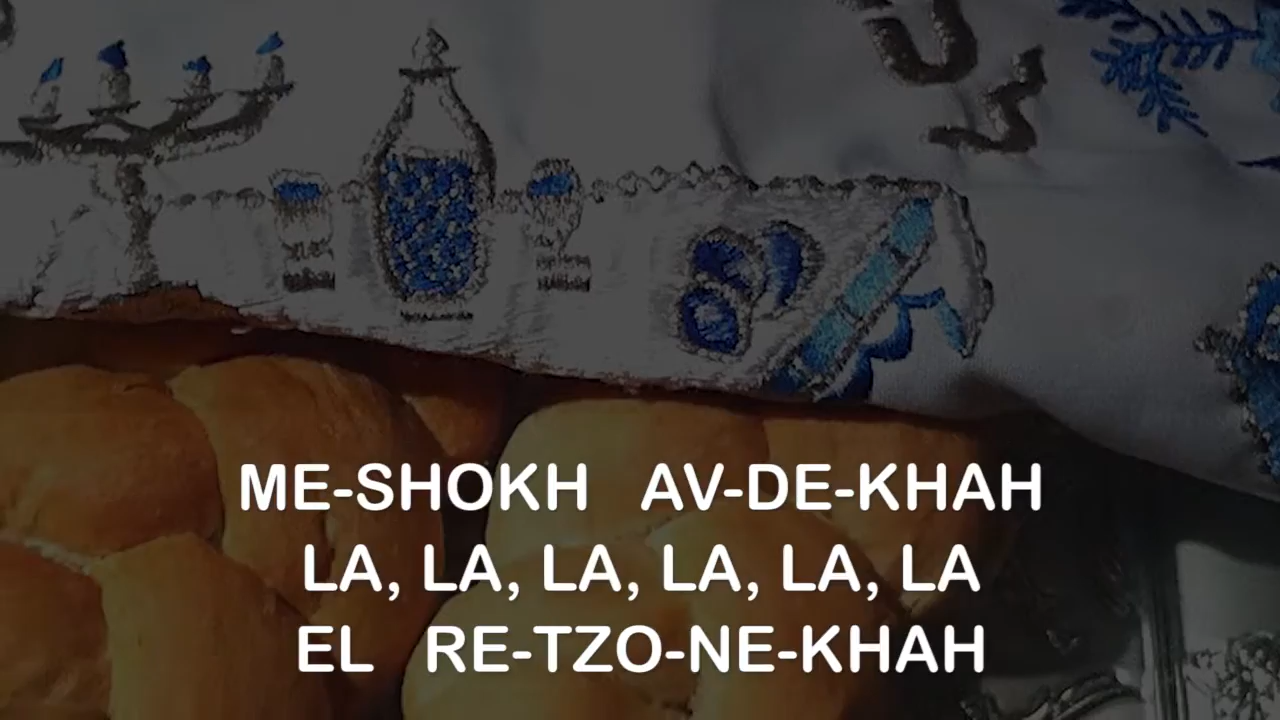 ME-SHOKH AV-DE-KHAH
LA, LA, LA, LA, LA, LA
EL RE-TZO-NE-KHAH